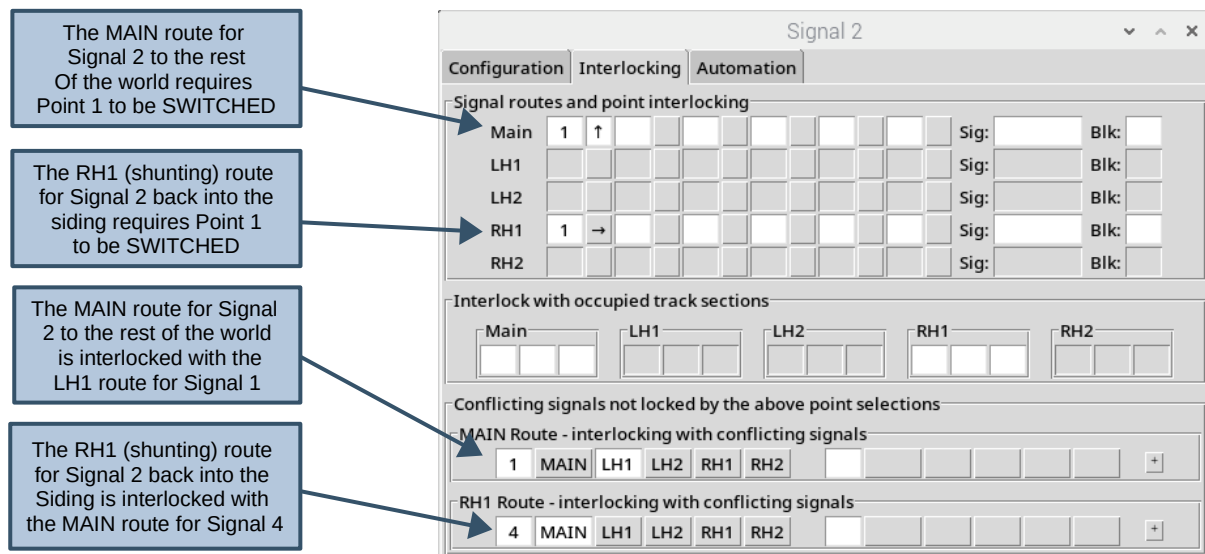 The MAIN route for
Signal 2 to the rest
Of the world requires
Point 1 to be SWITCHED
The RH1 (shunting) route
for Signal 2 back into the
siding requires Point 1
to be SWITCHED
The MAIN route for Signal
2 to the rest of the world
is interlocked with the
LH1 route for Signal 1
The RH1 (shunting) route
for Signal 2 back into the
Siding is interlocked with
the MAIN route for Signal 4
Signal 2
Configuration Interlocking Automation
Signal routes and point interlocking
Main 1 ↑ Sig: Blk:
LH1 Sig: Blk:
LH2 Sig: Blk:
RH1 1 → Sig: Blk:
RH2 Sig: Blk:
Interlock with occupied track sections
Main LH1 LH2 RH1 RH2
Conflicting signals not locked by the above point selections
MAIN Route - interlocking with conflicting signals
1 MAIN LH1 LH2 RH1 RH2 +
RH1 Route - interlocking with conflicting signals
4 MAIN LH1 LH2 RH1 RH2 +